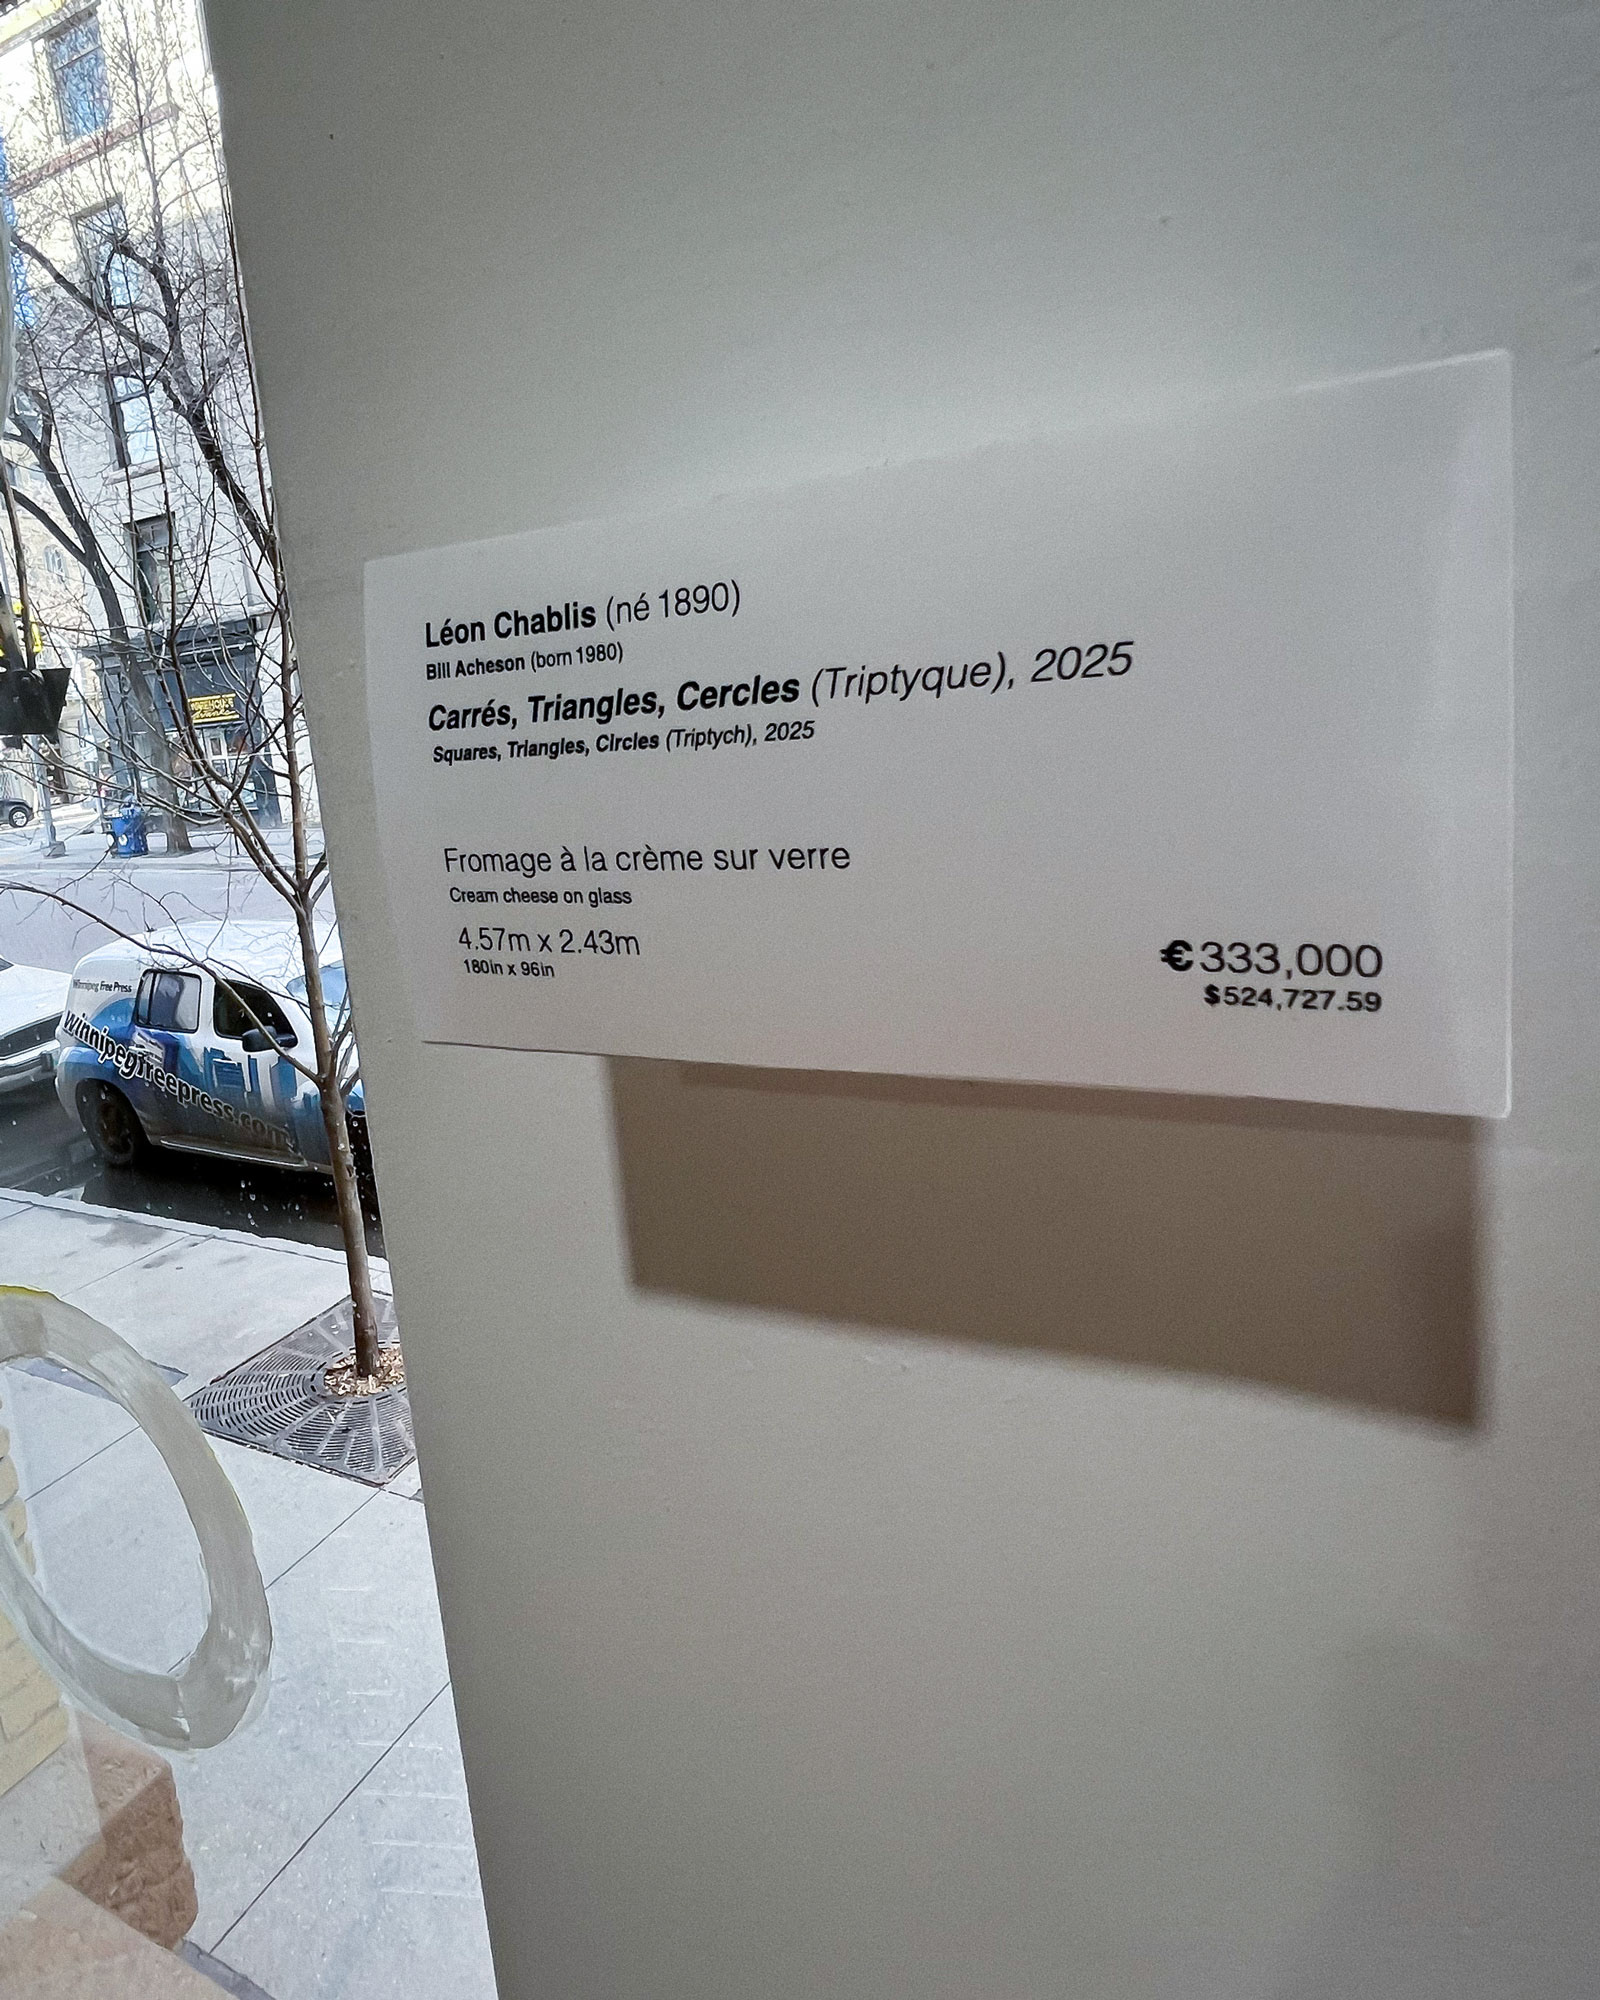 Léon Chablis (né 1890)
Bill Acheson (born 1980)
Carrés, Triangles, Cercles (Triptyque), 2025
Squares, Triangles, Circles (Triptych), 2025
Fromage à la crème sur verre
Cream cheese on glass
4.57m x 2.43m
180in x 96in
€333,000
$524,727.59
Winnipeg Free Press
winnipegfreepress.com